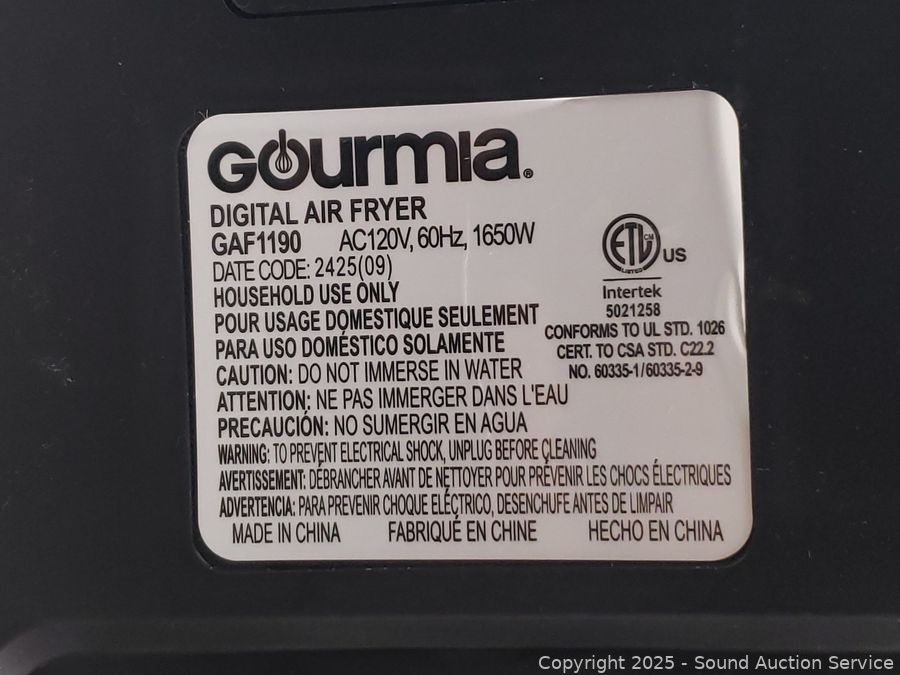 GOurmia®
DIGITAL AIR FRYER
GAF1190 AC120V, 60Hz, 1650W
DATE CODE: 2425(09)
HOUSEHOLD USE ONLY
POUR USAGE DOMESTIQUE SEULEMENT
PARA USO DOMÉSTICO SOLAMENTE
CAUTION: DO NOT IMMERSE IN WATER
ATTENTION: NE PAS IMMERGER DANS L'EAU
PRECAUCIÓN: NO SUMERGIR EN AGUA
WARNING: TO PREVENT ELECTRICAL SHOCK, UNPLUG BEFORE CLEANING
AVERTISSEMENT: DÉBRANCHER AVANT DE NETTOYER POUR PRÉVENIR LES CHOCS ÉLECTRIQUES
ADVERTENCIA: PARA PREVENIR CHOQUE ELÉCTRICO, DESENCHUFE ANTES DE LIMPAIR
MADE IN CHINA FABRIQUÉ EN CHINE HECHO EN CHINA
ETL CM US
LISTED
Intertek
5021258
CONFORMS TO UL STD. 1026
CERT. TO CSA STD. C22.2
NO. 60335-1/60335-2-9
Copyright © 2025 - Sound Auction Service